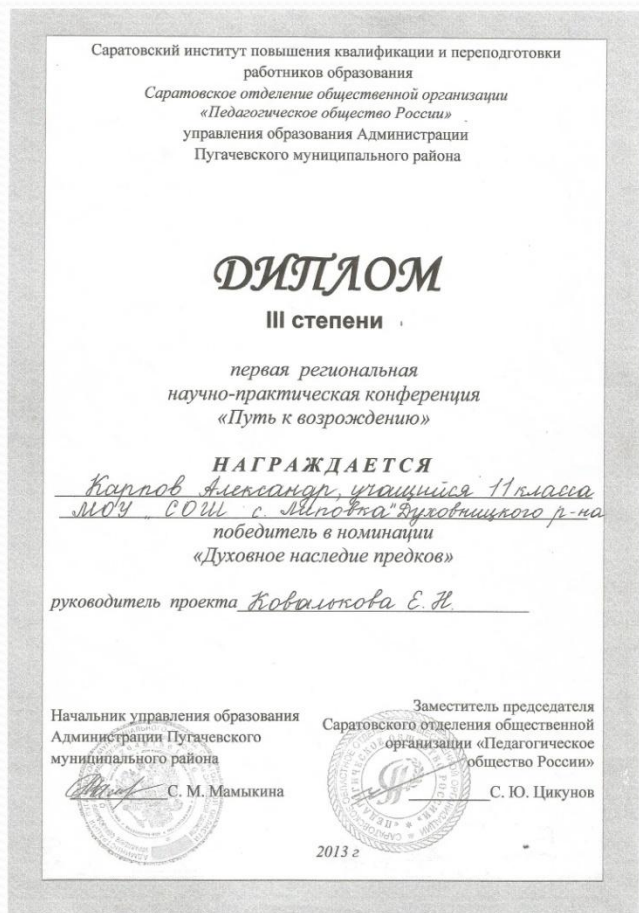 Саратовский институт повышения квалификации и переподготовки
работников образования
Саратовское отделение общественной организации
«Педагогическое общество России»
управления образования Администрации
Пугачевского муниципального района
ДИПЛОМ
III степени
первая региональная
научно-практическая конференция
«Путь к возрождению»
НАГРАЖДАЕТСЯ
Карпов Александр, учащийся 11 класса
МОУ "СОШ с. Липовка" Духовницкого р-на
победитель в номинации
«Духовное наследие предков»
руководитель проекта Ковалюкова Е. Н.
Начальник управления образования
Администрации Пугачевского
муниципального района
С. М. Мамыкина
Заместитель председателя
Саратовского отделения общественной
организации «Педагогическое
общество России»
С. Ю. Цикунов
2013 г